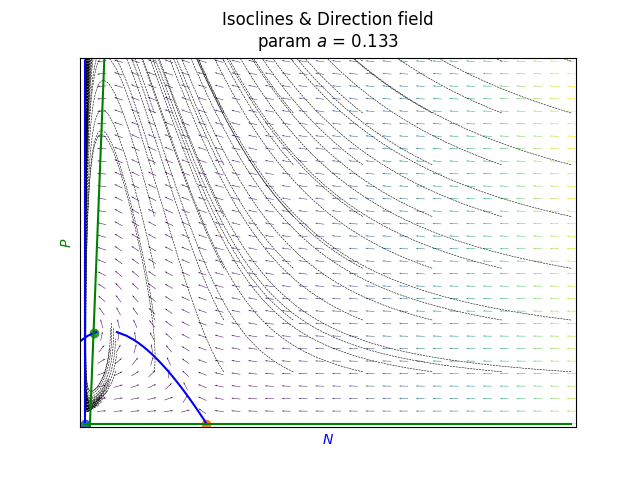 Isoclines & Direction field
param a = 0.133
P
N